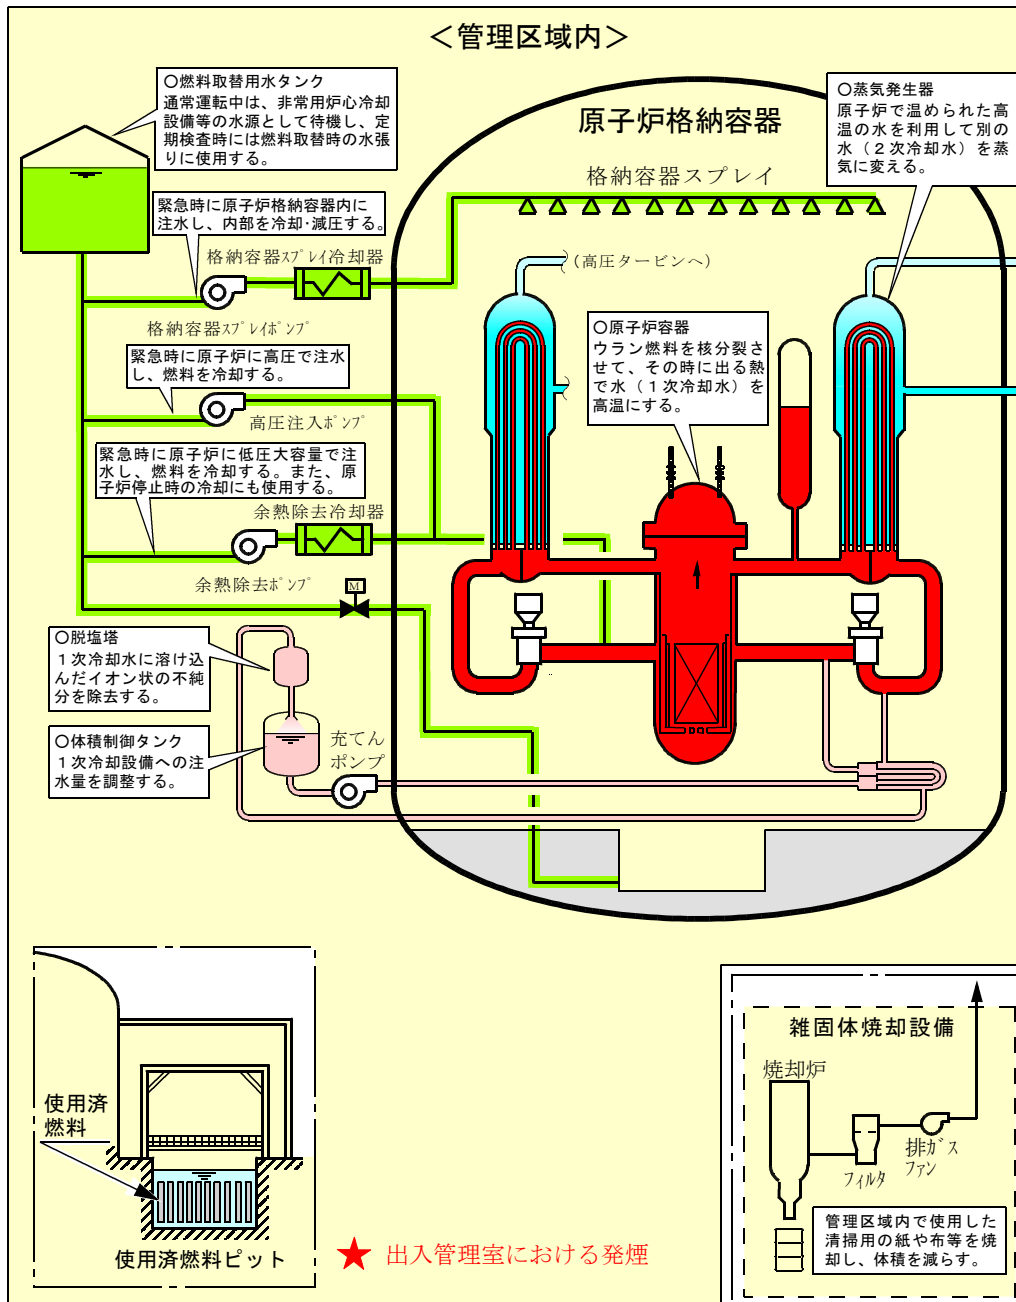 ＜管理区域内＞
○燃料取替用水タンク
通常運転中は、非常用炉心冷却
設備等の水源として待機し、定
期検査時には燃料取替時の水張
りに使用する。
○蒸気発生器
原子炉で温められた高
温の水を利用して別の
水（２次冷却水）を蒸
気に変える。
原子炉格納容器
格納容器スプレイ
緊急時に原子炉格納容器内に
注水し、内部を冷却･減圧する。
格納容器ｽﾌﾟﾚｲ冷却器
（高圧タービンへ）
格納容器ｽﾌﾟﾚｲﾎﾟﾝﾌﾟ
○原子炉容器
ウラン燃料を核分裂さ
せて、その時に出る熱
で水（１次冷却水）を
高温にする。
緊急時に原子炉に高圧で注水
し、燃料を冷却する。
高圧注入ﾎﾟﾝﾌﾟ
緊急時に原子炉に低圧大容量で注
水し、燃料を冷却する。また、原
子炉停止時の冷却にも使用する。
余熱除去冷却器
余熱除去ﾎﾟﾝﾌﾟ
M
○脱塩塔
１次冷却水に溶け込
んだイオン状の不純
分を除去する。
○体積制御タンク
１次冷却設備への注
水量を調整する。
充てん
ポンプ
使用済
燃料
使用済燃料ピット
★ 出入管理室における発煙
雑固体焼却設備
焼却炉
フィルタ
排ｶﾞｽ
ファン
管理区域内で使用した
清掃用の紙や布等を焼
却し、体積を減らす。